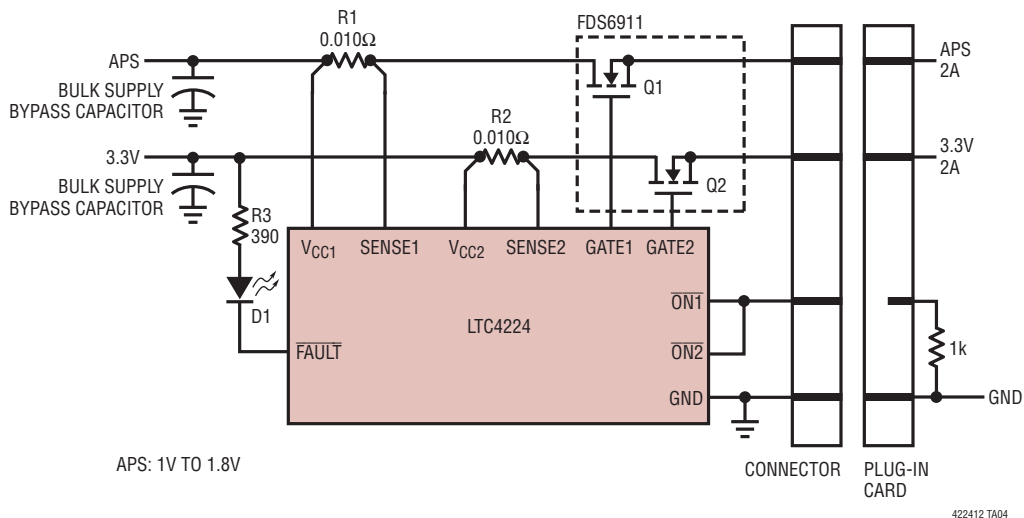 R1
0.010Ω
FDS6911
APS
APS
2A
BULK SUPPLY
BYPASS CAPACITOR
Q1
R2
0.010Ω
3.3V
3.3V
2A
BULK SUPPLY
BYPASS CAPACITOR
Q2
R3
390
VCC1
SENSE1
VCC2
SENSE2
GATE1
GATE2
D1
LTC4224
ON1
FAULT
ON2
1k
GND
GND
APS: 1V TO 1.8V
CONNECTOR
PLUG-IN
CARD
422412 TA04